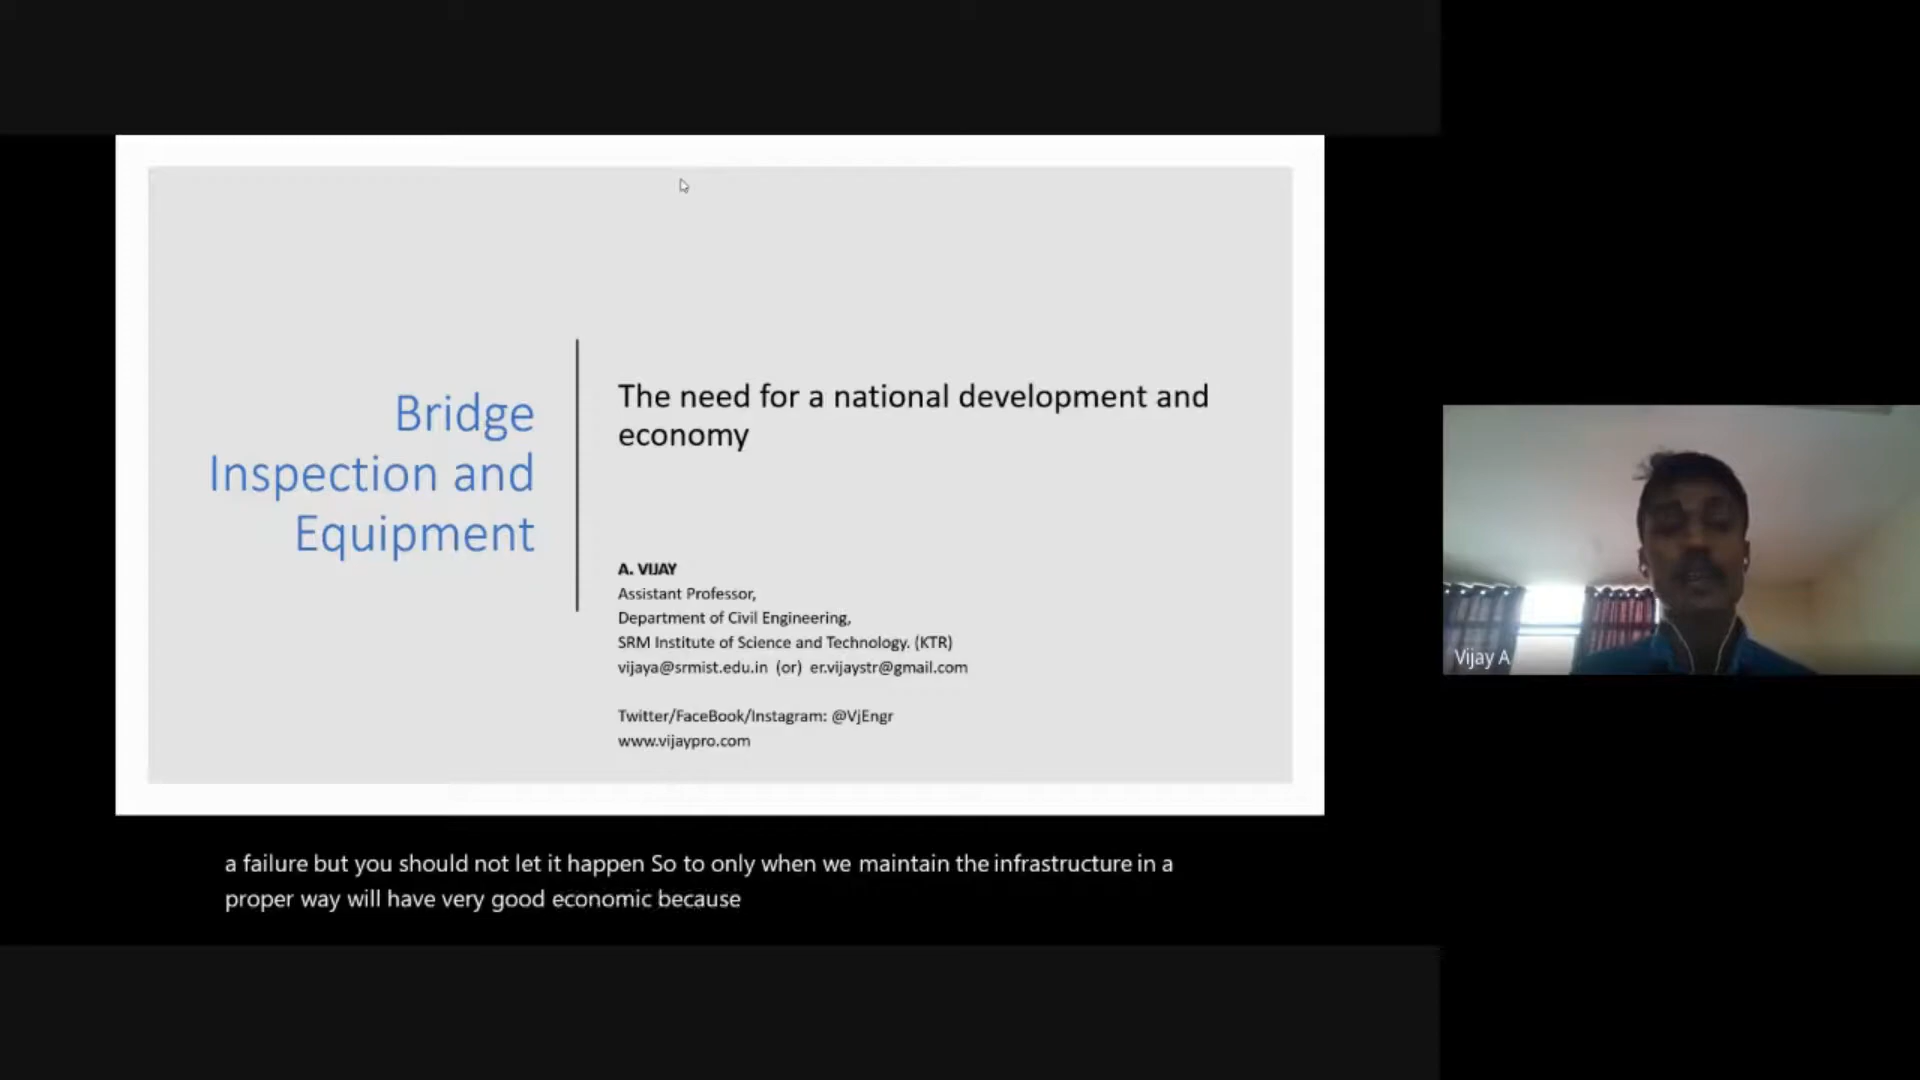 Bridge
Inspection and
Equipment
The need for a national development and
economy
A. VIJAY
Assistant Professor,
Department of Civil Engineering,
SRM Institute of Science and Technology. (KTR)
vijaya@srmist.edu.in (or) er.vijaystr@gmail.com
Twitter/FaceBook/Instagram: @VjEngr
www.vijaypro.com
Vijay A
a failure but you should not let it happen So to only when we maintain the infrastructure in a
proper way will have very good economic because